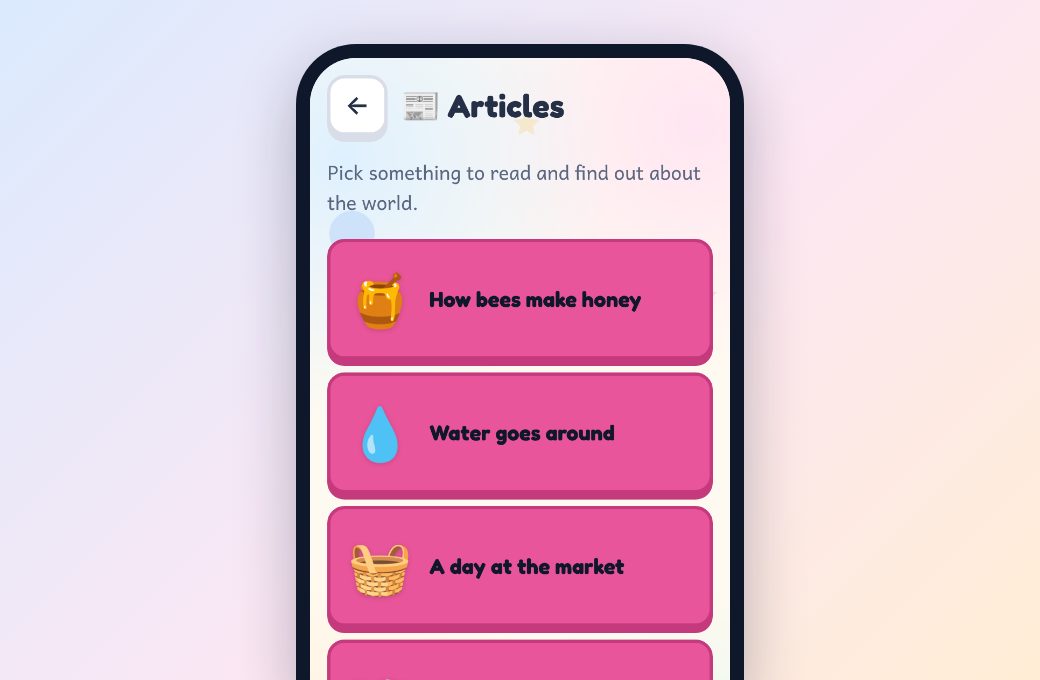 Articles
Pick something to read and find out about
the world.
How bees make honey
Water goes around
A day at the market